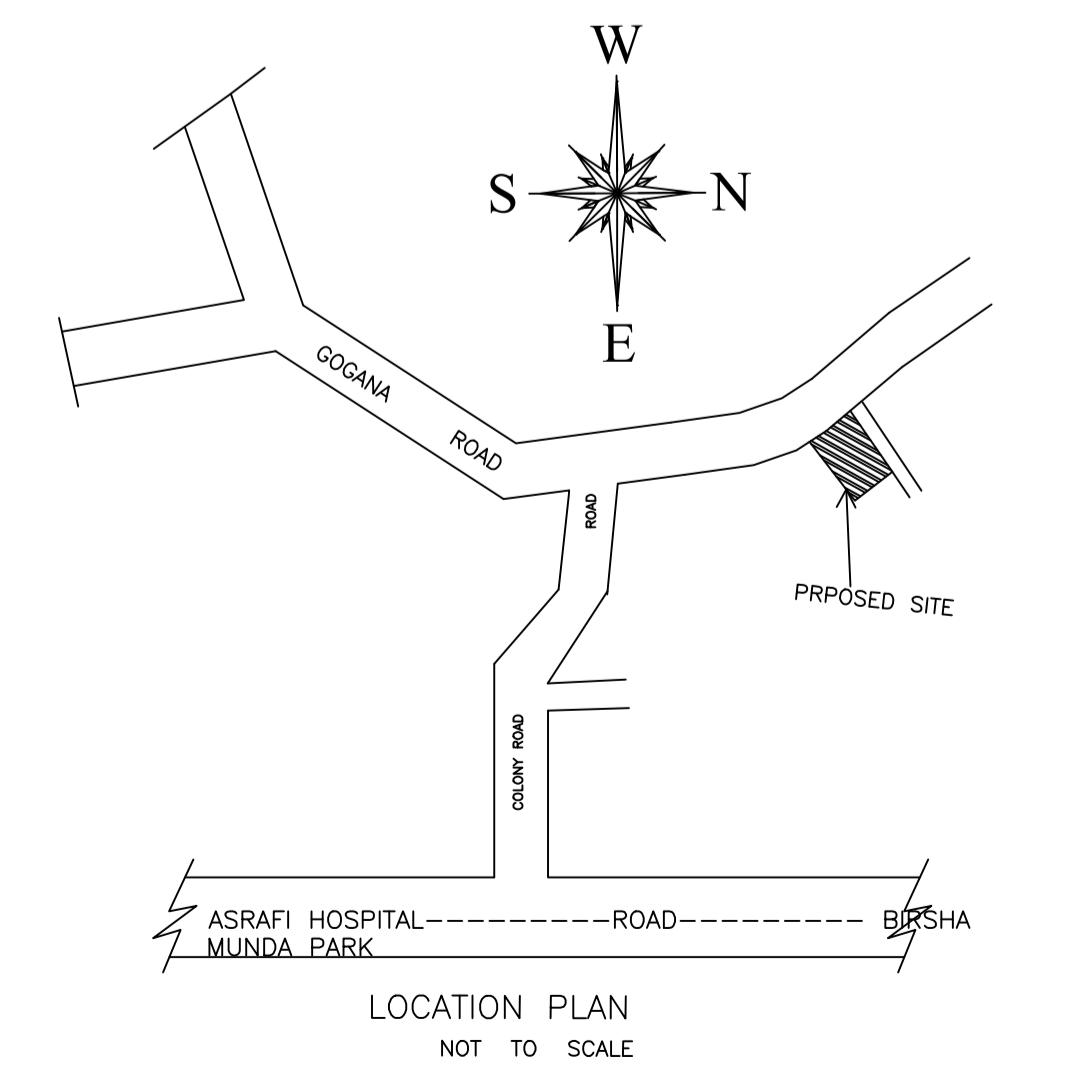 W
S
N
E
GOGANA ROAD
ROAD
PRPOSED SITE
COLONY ROAD
ASRAFI HOSPITAL---------ROAD--------- BIRSHA
MUNDA PARK
LOCATION PLAN
NOT TO SCALE